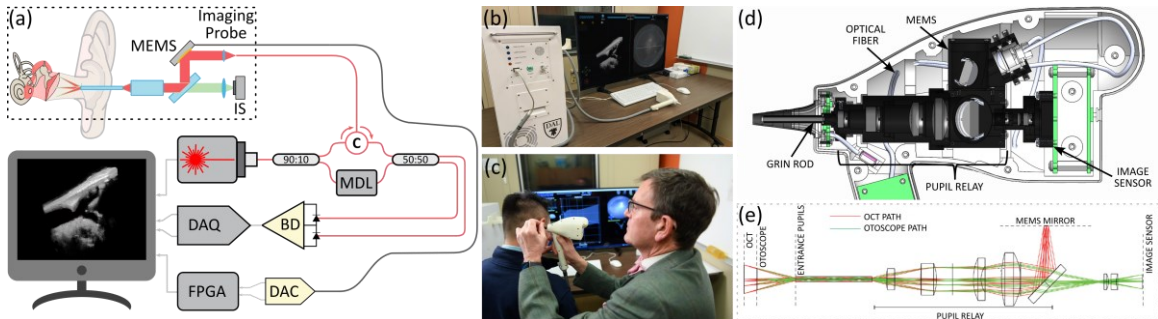 (a)
Imaging
Probe
MEMS
IS
C
90:10
50:50
MDL
DAQ
BD
FPGA
DAC
(b)
DAL
(c)
(d)
MEMS
OPTICAL
FIBER
GRIN ROD
PUPIL RELAY
IMAGE
SENSOR
(e)
OCT PATH
OTOSCOPE PATH
MEMS MIRROR
OCT
OTOSCOPE
ENTRANCE PUPILS
IMAGE SENSOR
PUPIL RELAY